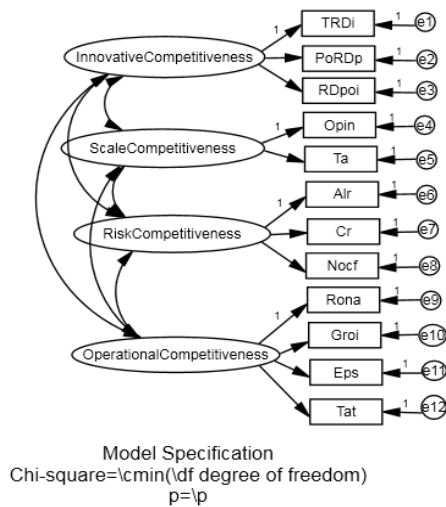 1 TRDi 1 e1
InnovativeCompetitiveness PoRDp 1 e2
RDpoi 1 e3
1 Opin 1 e4
ScaleCompetitiveness Ta 1 e5
1 Alr 1 e6
RiskCompetitiveness Cr 1 e7
Nocf 1 e8
1 Rona 1 e9
Groi 1 e10
OperationalCompetitiveness Eps 1 e11
Tat 1 e12
Model Specification
Chi-square=\cmin(\df degree of freedom)
p=\p